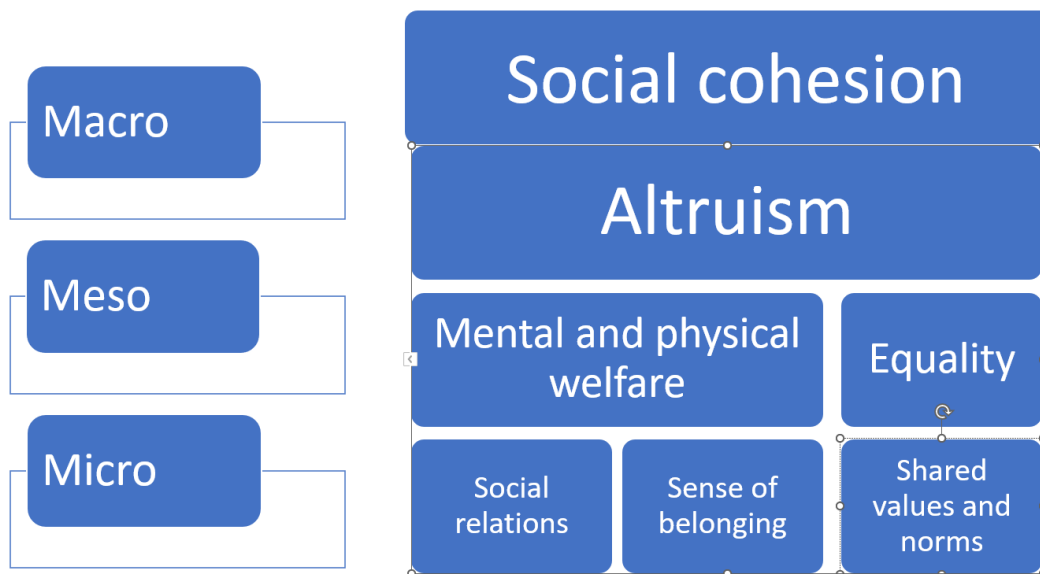 Macro
Meso
Micro
Social cohesion
Altruism
Mental and physical
welfare
Equality
Social
relations
Sense of
belonging
Shared
values and
norms